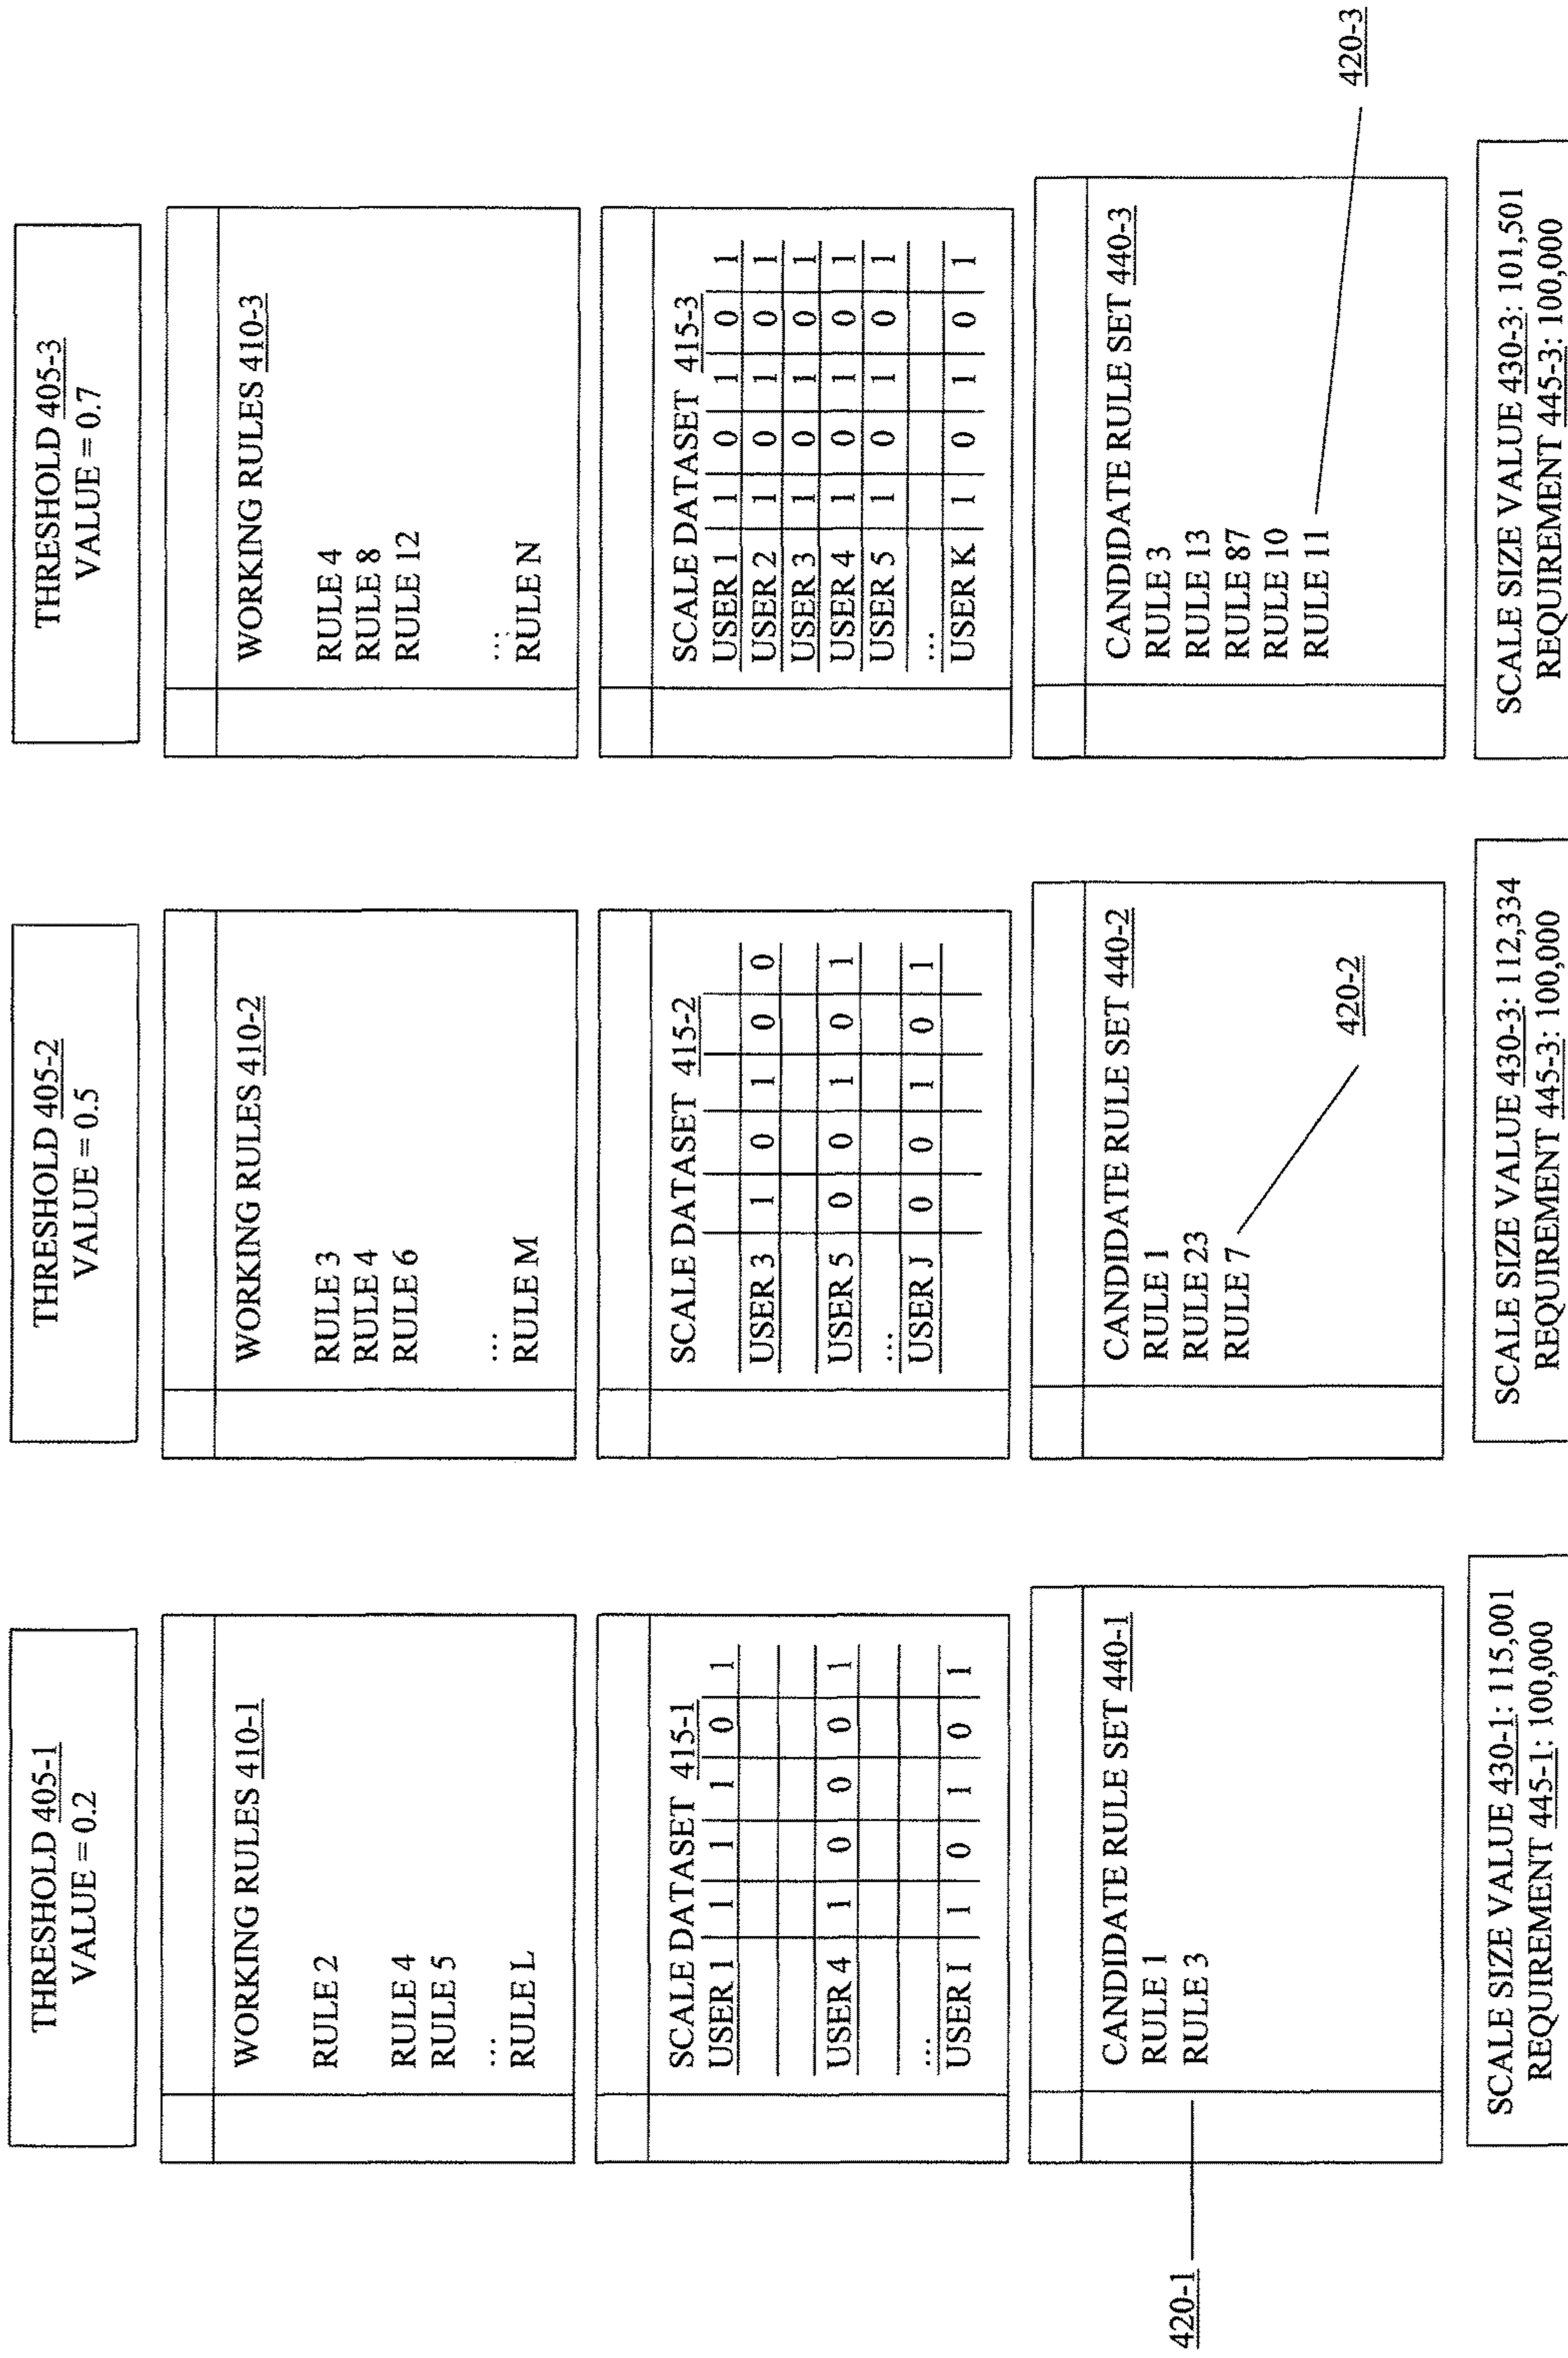 THRESHOLD 405-1
VALUE = 0.2
WORKING RULES 410-1
RULE 2
RULE 4
RULE 5
...
RULE L
SCALE DATASET 415-1
USER 1 1 1 1 0 1
USER 4 1 0 0 0 1
...
USER I 1 0 1 0 1
CANDIDATE RULE SET 440-1
RULE 1
RULE 3
420-1
SCALE SIZE VALUE 430-1: 115,001
REQUIREMENT 445-1: 100,000
THRESHOLD 405-2
VALUE = 0.5
WORKING RULES 410-2
RULE 3
RULE 4
RULE 6
...
RULE M
SCALE DATASET 415-2
USER 3 1 0 1 0 0
USER 5 0 0 1 0 1
...
USER J 0 0 1 0 1
CANDIDATE RULE SET 440-2
RULE 1
RULE 23
RULE 7
420-2
SCALE SIZE VALUE 430-3: 112,334
REQUIREMENT 445-3: 100,000
THRESHOLD 405-3
VALUE = 0.7
WORKING RULES 410-3
RULE 4
RULE 8
RULE 12
...
RULE N
SCALE DATASET 415-3
USER 1 1 0 1 0 1
USER 2 1 0 1 0 1
USER 3 1 0 1 0 1
USER 4 1 0 1 0 1
USER 5 1 0 1 0 1
...
USER K 1 0 1 0 1
CANDIDATE RULE SET 440-3
RULE 3
RULE 13
RULE 87
RULE 10
RULE 11
420-3
SCALE SIZE VALUE 430-3: 101,501
REQUIREMENT 445-3: 100,000